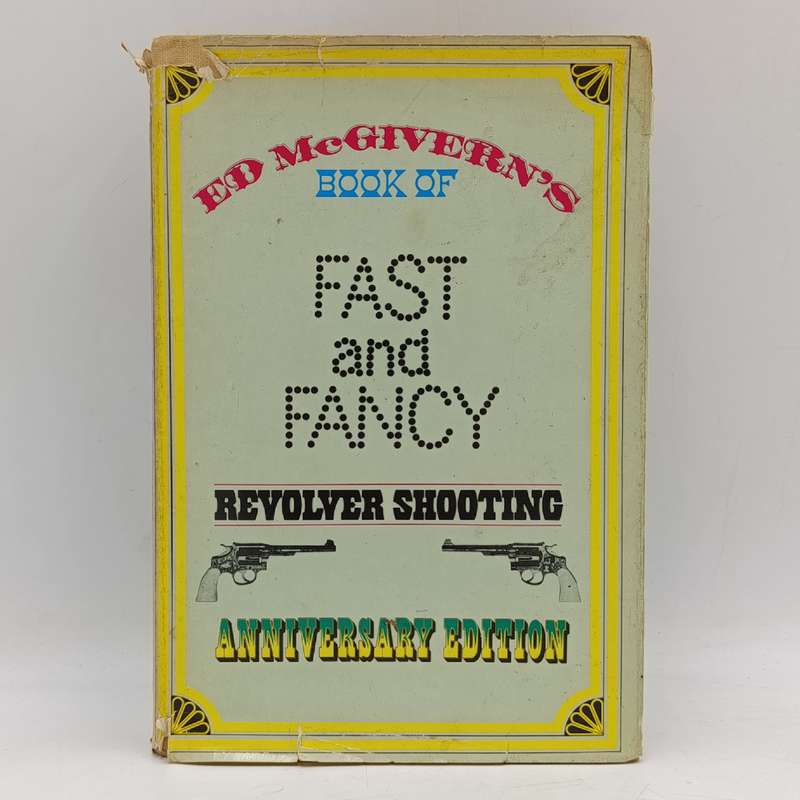 ED McGIVERN'S
BOOK OF
FAST
and
FANCY
REVOLVER SHOOTING
ANNIVERSARY EDITION